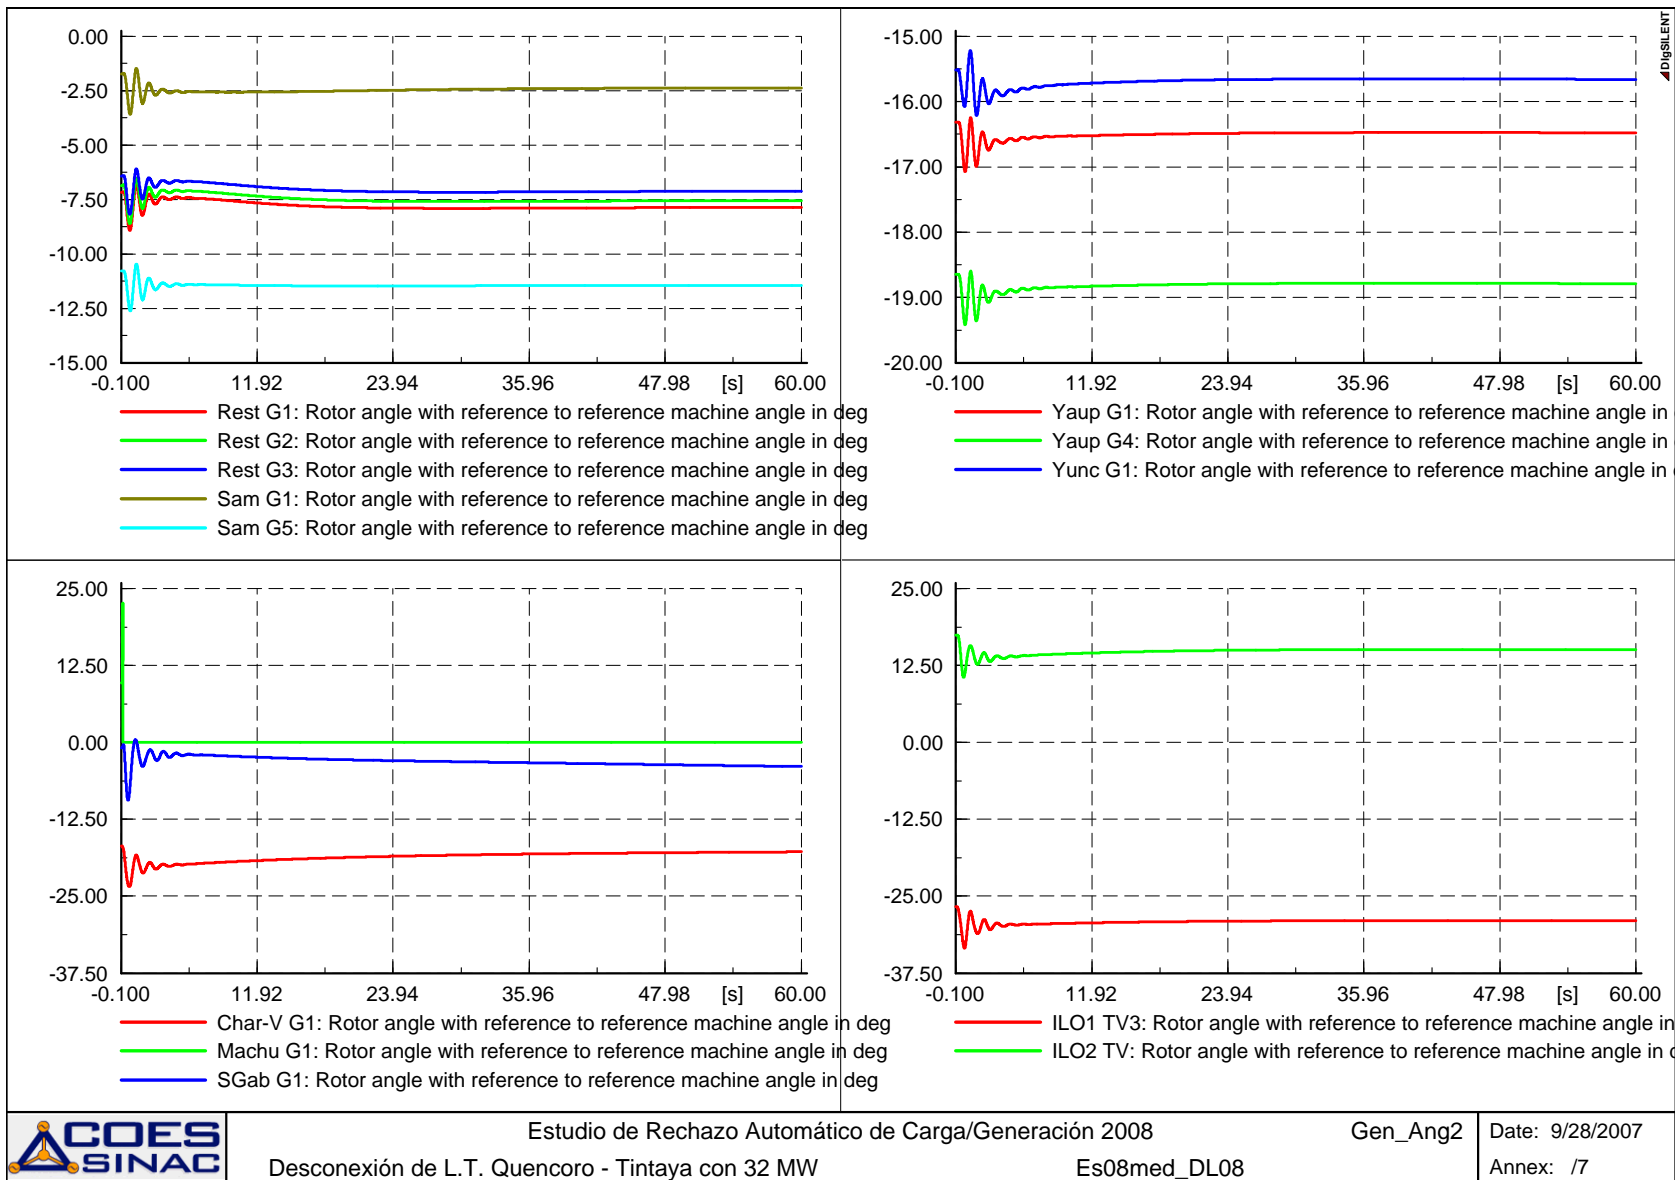 DIgSILENT
0.00
-2.50
-5.00
-7.50
-10.00
-12.50
-15.00
-0.100 11.92 23.94 35.96 47.98 [s] 60.00
Rest G1: Rotor angle with reference to reference machine angle in deg
Rest G2: Rotor angle with reference to reference machine angle in deg
Rest G3: Rotor angle with reference to reference machine angle in deg
Sam G1: Rotor angle with reference to reference machine angle in deg
Sam G5: Rotor angle with reference to reference machine angle in deg
-15.00
-16.00
-17.00
-18.00
-19.00
-20.00
-0.100 11.92 23.94 35.96 47.98 [s] 60.00
Yaup G1: Rotor angle with reference to reference machine angle in
Yaup G4: Rotor angle with reference to reference machine angle in
Yunc G1: Rotor angle with reference to reference machine angle in
25.00
12.50
0.00
-12.50
-25.00
-37.50
-0.100 11.92 23.94 35.96 47.98 [s] 60.00
Char-V G1: Rotor angle with reference to reference machine angle in deg
Machu G1: Rotor angle with reference to reference machine angle in deg
SGab G1: Rotor angle with reference to reference machine angle in deg
25.00
12.50
0.00
-12.50
-25.00
-37.50
-0.100 11.92 23.94 35.96 47.98 [s] 60.00
ILO1 TV3: Rotor angle with reference to reference machine angle in
ILO2 TV: Rotor angle with reference to reference machine angle in
COES
SINAC
Estudio de Rechazo Automático de Carga/Generación 2008 Gen_Ang2
Desconexión de L.T. Quencoro - Tintaya con 32 MW Es08med_DL08
Date: 9/28/2007
Annex: /7